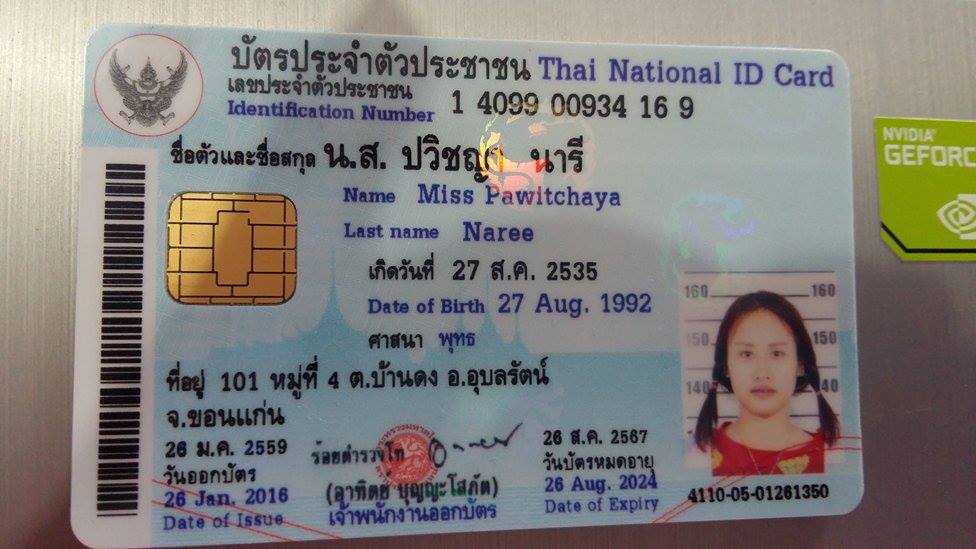 บัตรประจำตัวประชาชน Thai National ID Card
เลขประจำตัวประชาชน
Identification Number 1 4099 00934 16 9
ชื่อตัวและชื่อสกุล น.ส. ปวิชญา นารี
Name Miss Pawitchaya
Last name Naree
เกิดวันที่ 27 ส.ค. 2535
Date of Birth 27 Aug. 1992
ศาสนา พุทธ
ที่อยู่ 101 หมู่ที่ 4 ต.บ้านดง อ.อุบลรัตน์
จ.ขอนแก่น
26 ม.ค. 2559
วันออกบัตร
26 Jan. 2016
Date of Issue
ร้อยตำรวจโท
(อาทิตย์ บุญญะโสภัต)
เจ้าพนักงานออกบัตร
26 ส.ค. 2567
วันบัตรหมดอายุ
26 Aug. 2024
Date of Expiry
160 160
150 150
140 40
4110-05-01261350
NVIDIA
GEFORC